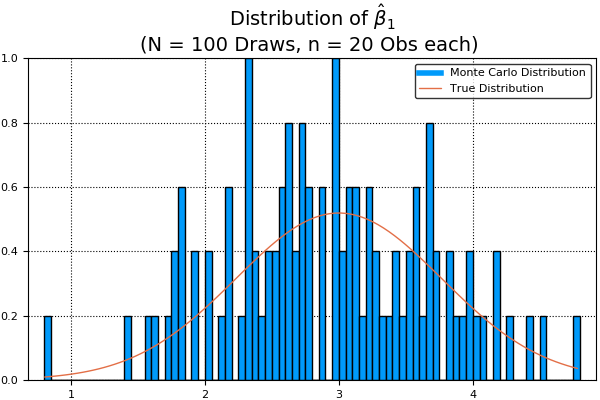 Distribution of β̂₁
(N = 100 Draws, n = 20 Obs each)
1.0
Monte Carlo Distribution
True Distribution
0.8
0.6
0.4
0.2
0.0
1 2 3 4